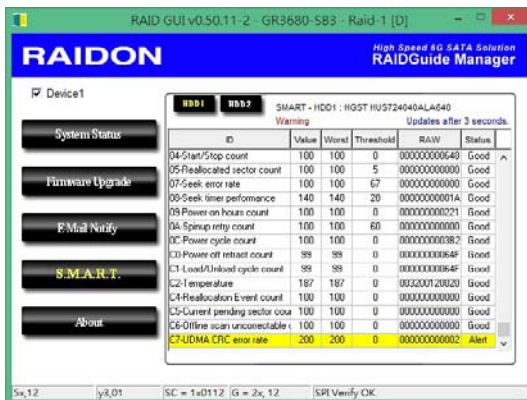 RAID GUI v0.50.11-2 - GR3680-SB3 - Raid-1 [D]
RAIDON
High Speed 6G SATA Solution
RAIDGuide Manager
Device1
System Status
Firmware Upgrade
E Mail Notify
S.M.A.R.T.
About
HDD1 HDD2 SMART - HDD1 : HGST HUS724040ALA640
Warning Updates after 3 seconds.
ID Value Worst Threshold RAW Status
04-Start/Stop count 100 100 0 000000000640 Good
05-Reallocated sector count 100 100 5 000000000000 Good
07-Seek error rate 100 100 67 000000000000 Good
08-Seek timer performance 140 140 20 00000000001A Good
09-Power-on hours count 100 100 0 000000000221 Good
0A-Spinup retry count 100 100 60 000000000000 Good
0C-Power cycle count 100 100 0 0000000003B2 Good
C0-Power off retract count 99 99 0 00000000064F Good
C1-Load/Unload cycle count 99 99 0 00000000064F Good
C2-Temperature 187 187 0 003200120020 Good
C4-Reallocation Event count 100 100 0 000000000000 Good
C5-Current pending sector cou 100 100 0 000000000000 Good
C6-Offline scan uncorrectable c 100 100 0 000000000000 Good
C7-UDMA CRC error rate 200 200 0 000000000002 Alert
5x,12 y3,01 SC = 1x0112 G = 2x, 12 SPI Verify OK